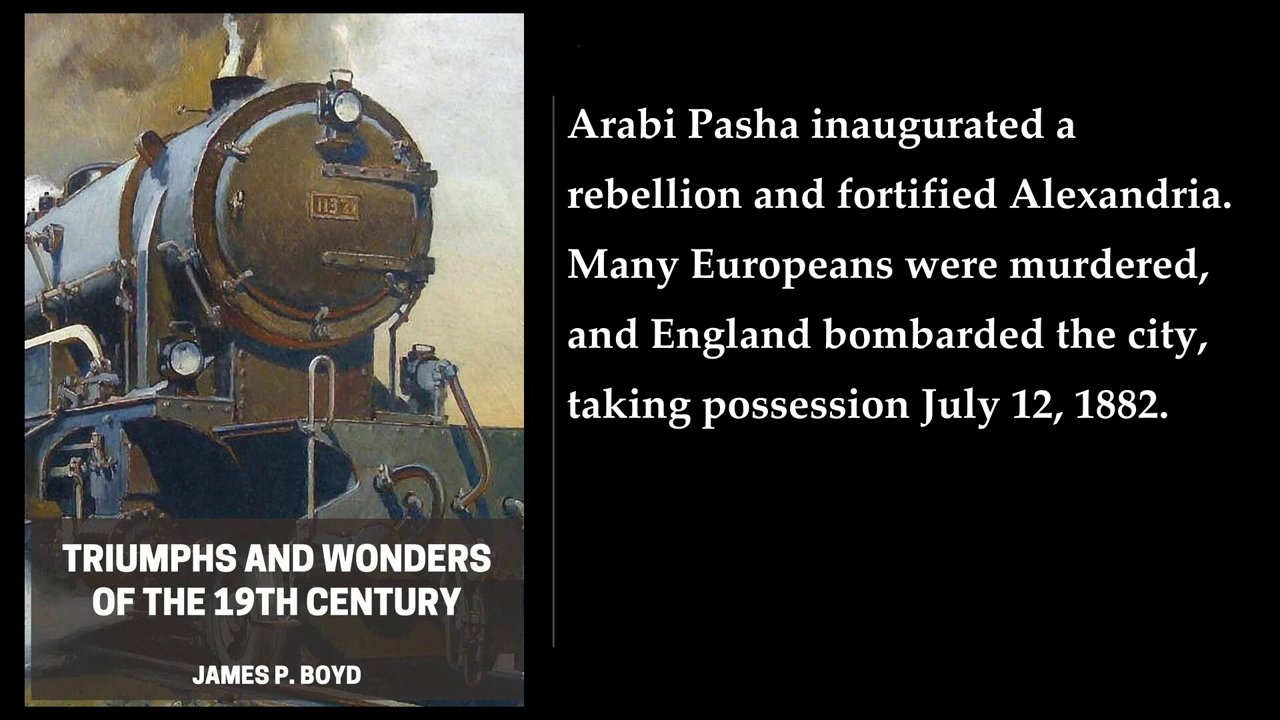 Arabi Pasha inaugurated a
rebellion and fortified Alexandria.
Many Europeans were murdered,
and England bombarded the city,
taking possession July 12, 1882.
TRIUMPHS AND WONDERS
OF THE 19TH CENTURY
JAMES P. BOYD